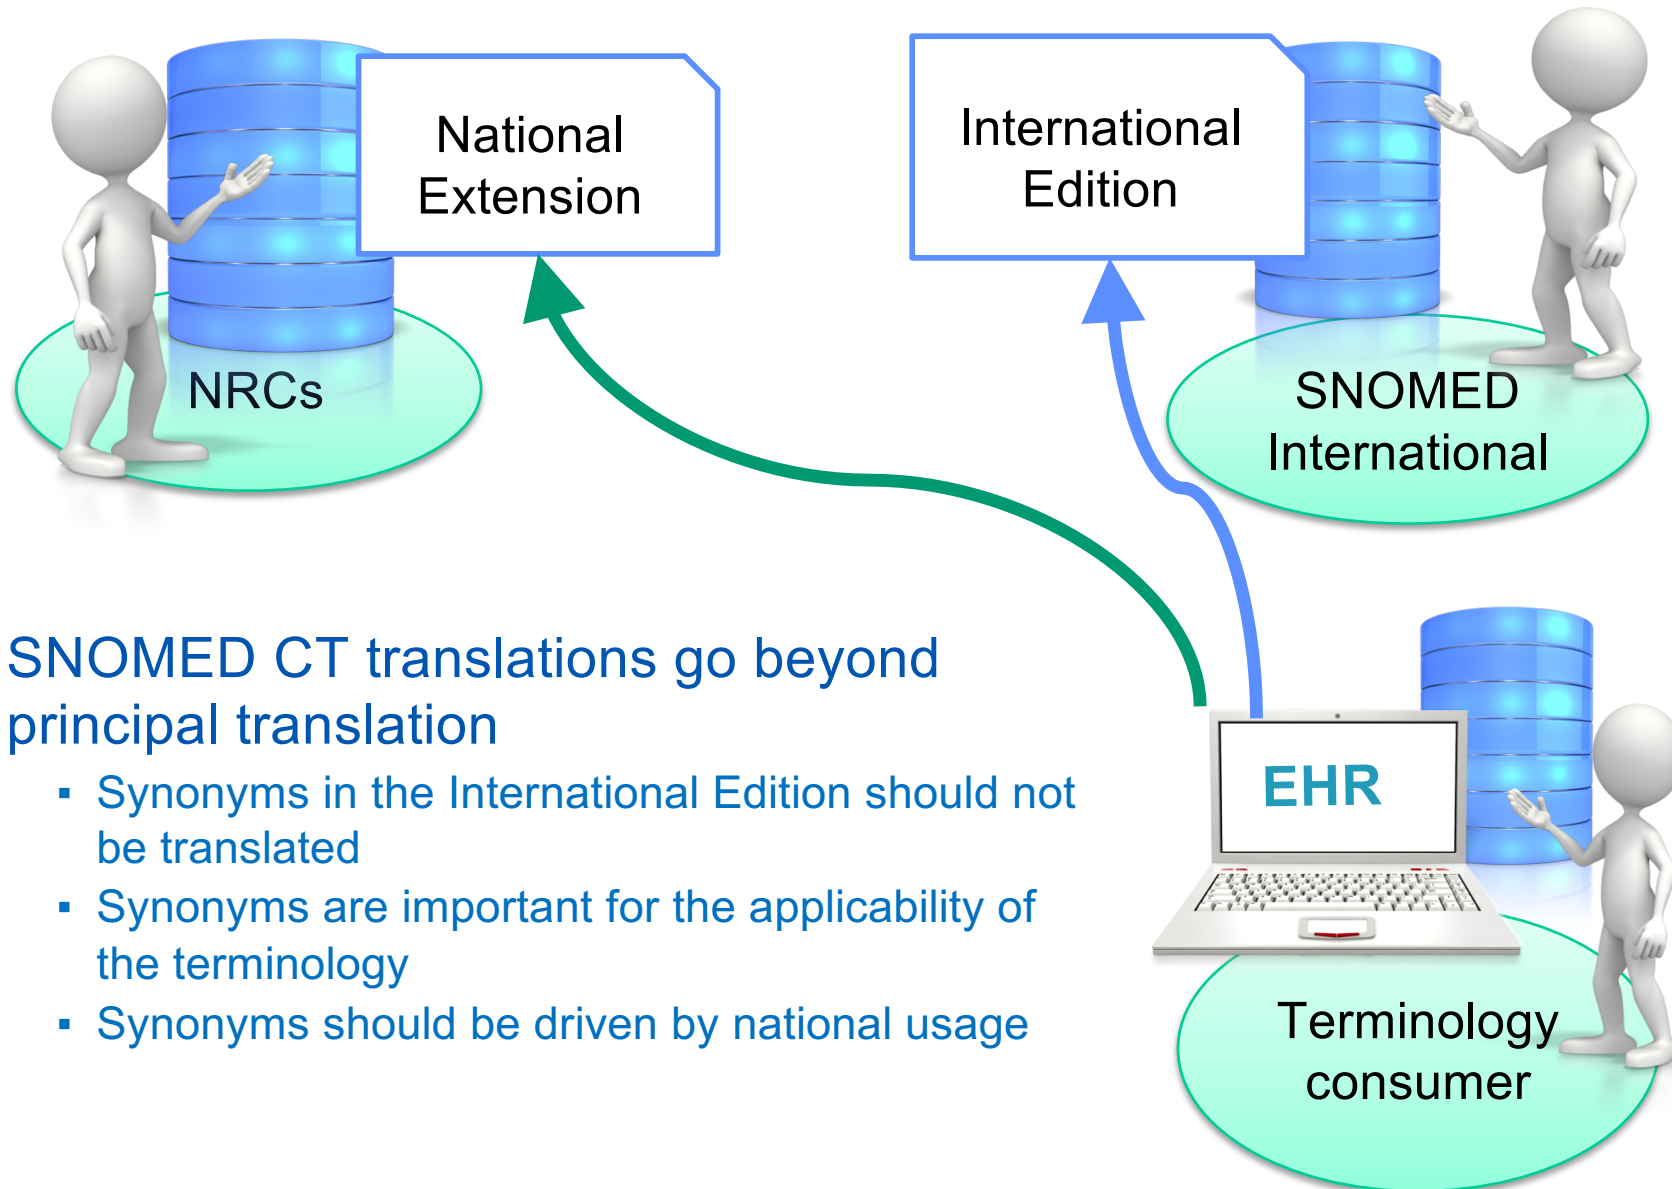 National
Extension
International
Edition
NRCs
SNOMED
International
SNOMED CT translations go beyond
principal translation
▪ Synonyms in the International Edition should not
be translated
▪ Synonyms are important for the applicability of
the terminology
▪ Synonyms should be driven by national usage
EHR
Terminology
consumer